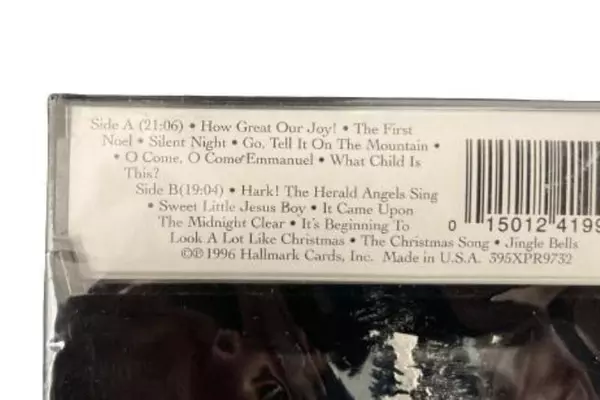 Side A (21:06) • How Great Our Joy! • The First
Noel • Silent Night • Go, Tell It On The Mountain •
• O Come, O Come Emmanuel • What Child Is
This?
Side B(19:04) • Hark! The Herald Angels Sing
• Sweet Little Jesus Boy • It Came Upon
The Midnight Clear • It's Beginning To
Look A Lot Like Christmas • The Christmas Song • Jingle Bells
©℗ 1996 Hallmark Cards, Inc. Made in U.S.A. 395XPR9732
0 15012 4199